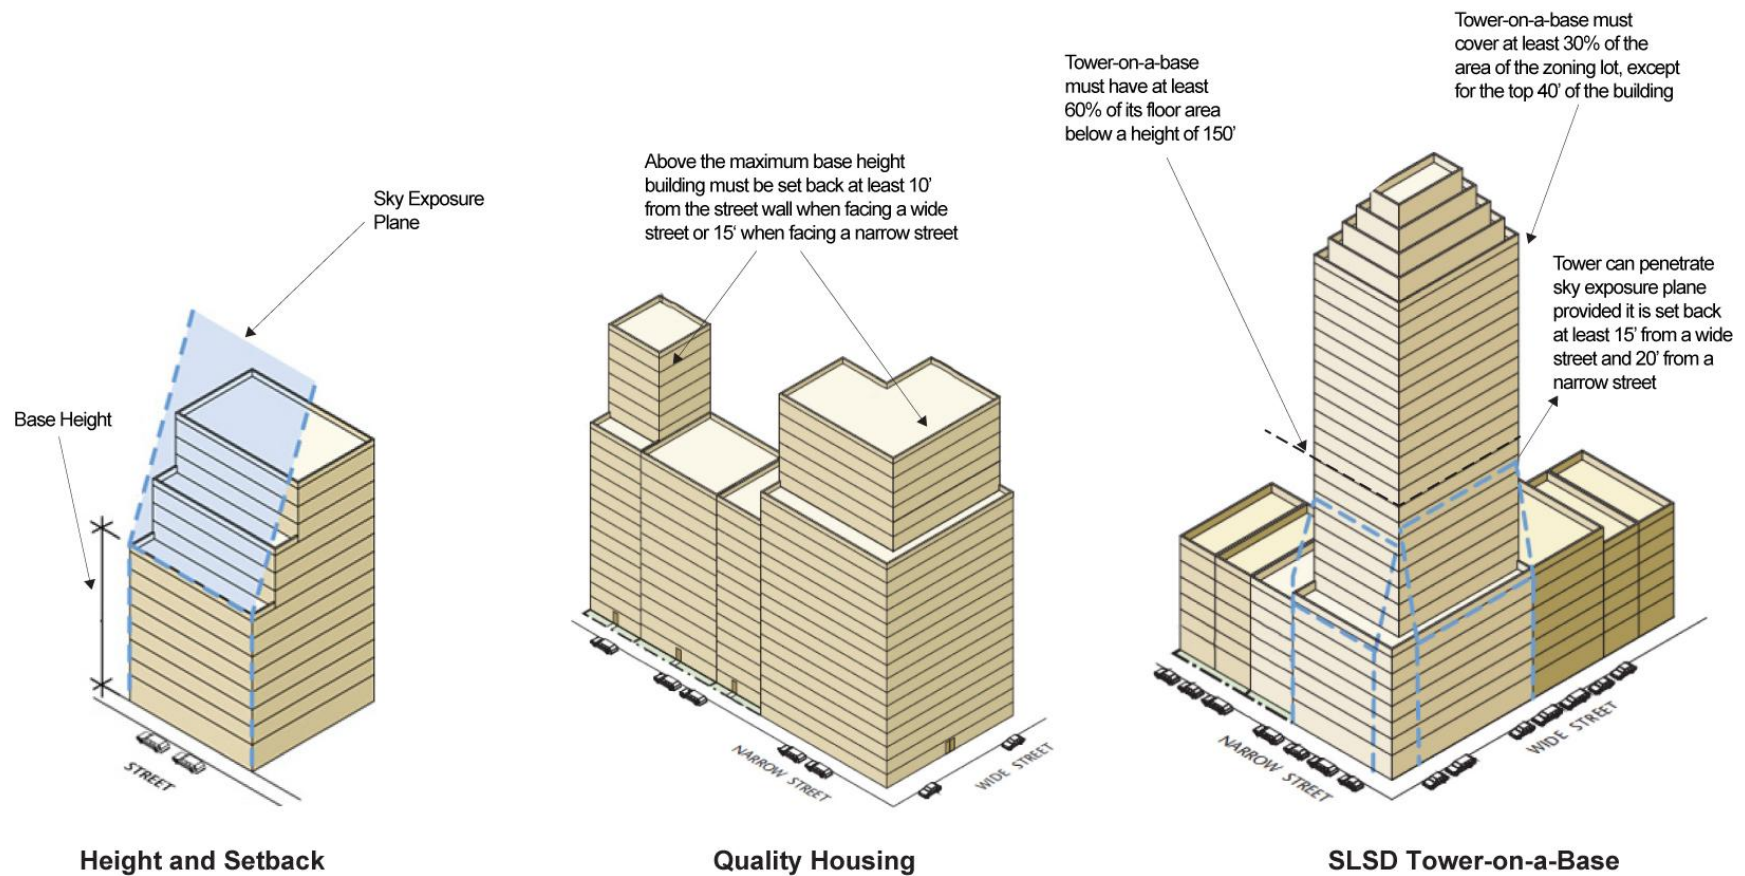 Sky Exposure
Plane
Base Height
STREET
Height and Setback
Above the maximum base height
building must be set back at least 10’
from the street wall when facing a wide
street or 15‘ when facing a narrow street
NARROW STREET
WIDE STREET
Quality Housing
Tower-on-a-base
must have at least
60% of its floor area
below a height of 150’
Tower-on-a-base must
cover at least 30% of the
area of the zoning lot, except
for the top 40’ of the building
Tower can penetrate
sky exposure plane
provided it is set back
at least 15’ from a wide
street and 20’ from a
narrow street
NARROW STREET
WIDE STREET
SLSD Tower-on-a-Base